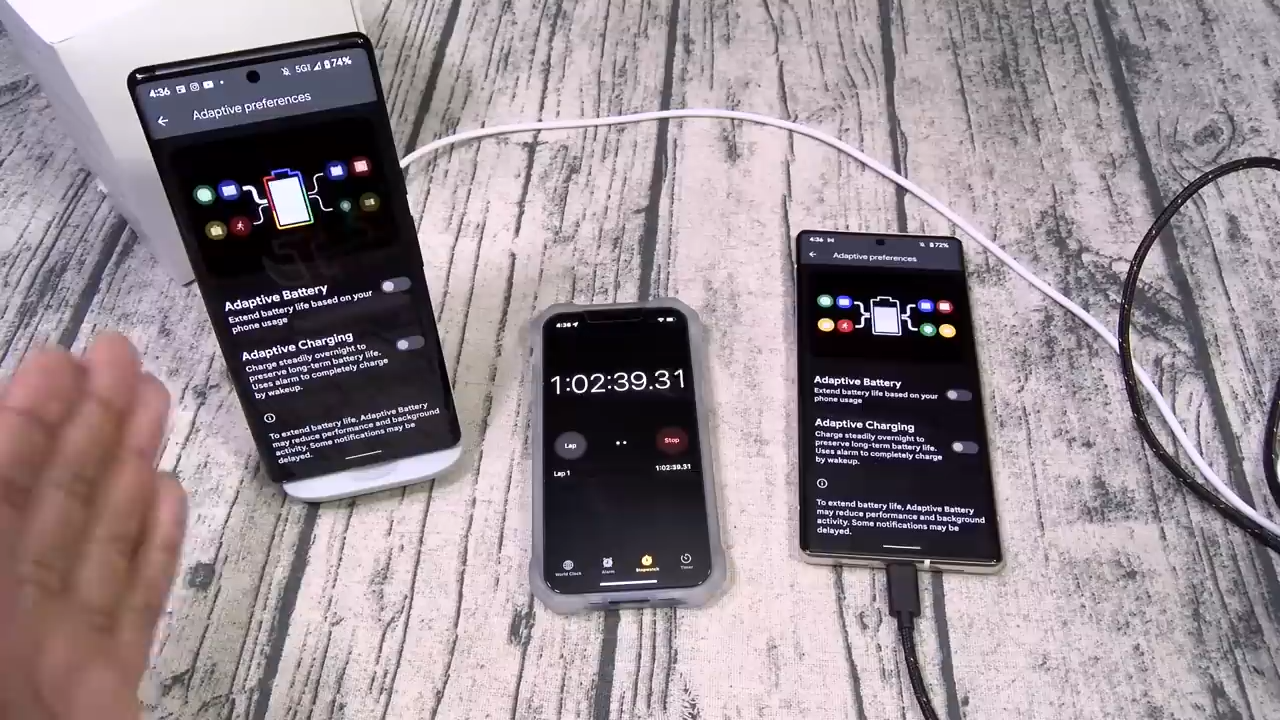 4:36
5G
74%
Adaptive preferences
Adaptive Battery
Extend battery life based on your
phone usage
Adaptive Charging
Charge steadily overnight to
preserve long-term battery life.
Uses alarm to completely charge
by wakeup.
To extend battery life, Adaptive Battery
may reduce performance and background
activity. Some notifications may be
delayed.
4:36
1:02:39.31
Lap
Stop
Lap 1
1:02:39.31
World Clock
Alarm
Stopwatch
Timer
4:36
72%
Adaptive preferences
Adaptive Battery
Extend battery life based on your
phone usage
Adaptive Charging
Charge steadily overnight to
preserve long-term battery life.
Uses alarm to completely charge
by wakeup.
To extend battery life, Adaptive Battery
may reduce performance and background
activity. Some notifications may be
delayed.